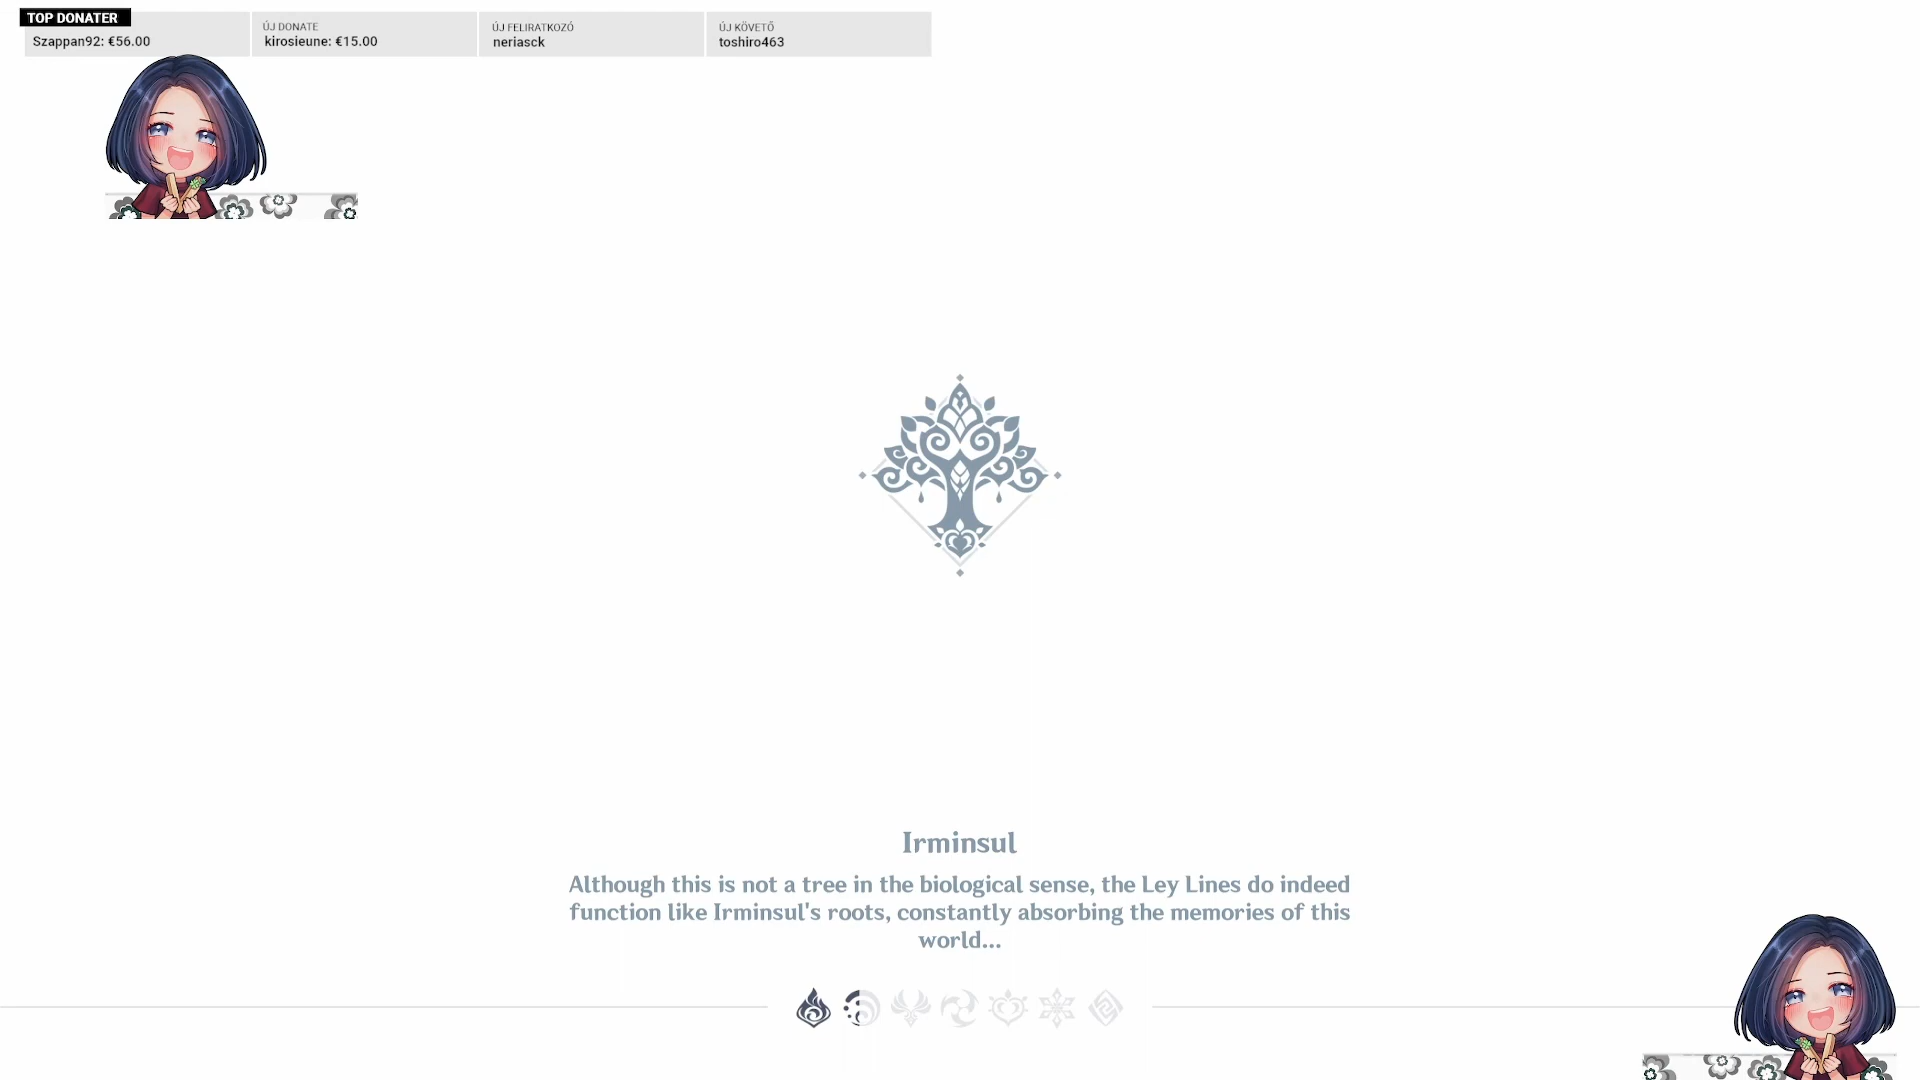 TOP DONATER
Szappan92: €56.00
ÚJ DONATE
kirosieune: €15.00
ÚJ FELIRATKOZÓ
neriasck
ÚJ KÖVETŐ
toshiro463
Irminsul
Although this is not a tree in the biological sense, the Ley Lines do indeed
function like Irminsul's roots, constantly absorbing the memories of this
world...